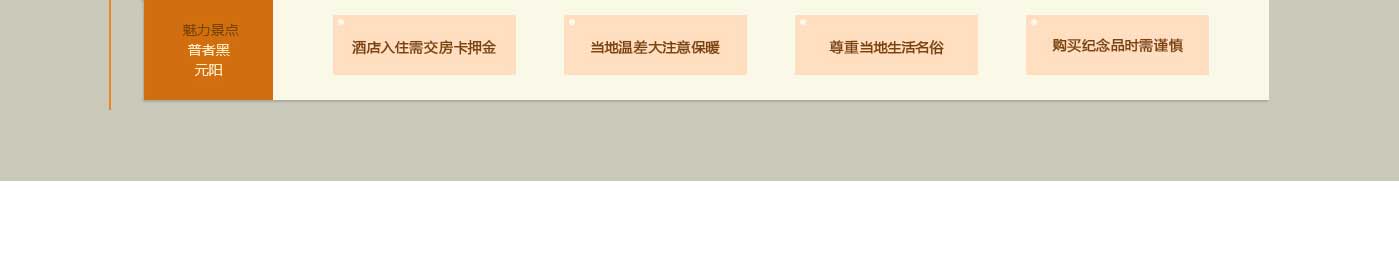 魅力景点
普者黑
元阳
酒店入住需交房卡押金
当地温差大注意保暖
尊重当地生活名俗
购买纪念品时需谨慎